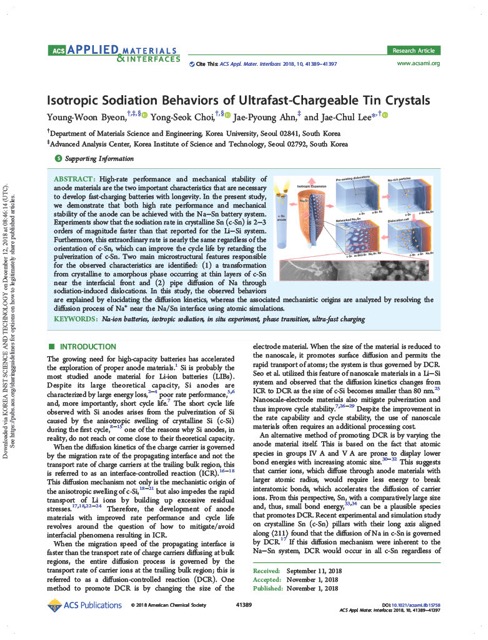 ACS APPLIED MATERIALS
& INTERFACES
Research Article
Cite This: ACS Appl. Mater. Interfaces 2018, 10, 41389−41397
www.acsami.org
Isotropic Sodiation Behaviors of Ultrafast-Chargeable Tin Crystals
Young-Woon Byeon,†,‡,§ Yong-Seok Choi,†,§ Jae-Pyoung Ahn,‡ and Jae-Chul Lee*,†
†Department of Materials Science and Engineering, Korea University, Seoul 02841, South Korea
‡Advanced Analysis Center, Korea Institute of Science and Technology, Seoul 02792, South Korea
Supporting Information
ABSTRACT: High-rate performance and mechanical stability of
anode materials are the two important characteristics that are necessary
to develop fast-charging batteries with longevity. In the present study,
we demonstrate that both high rate performance and mechanical
stability of the anode can be achieved with the Na−Sn battery system.
Experiments show that the sodiation rate in crystalline Sn (c-Sn) is 2−3
orders of magnitude faster than that reported for the Li−Si system.
Furthermore, this extraordinary rate is nearly the same regardless of the
orientation of c-Sn, which can improve the cycle life by retarding the
pulverization of c-Sn. Two main microstructural features responsible
for the observed characteristics are identified: (1) a transformation
from crystalline to amorphous phase occurring at thin layers of c-Sn
near the interfacial front and (2) pipe diffusion of Na through
sodiation-induced dislocations. In this study, the observed behaviors
are explained by elucidating the diffusion kinetics, whereas the associated mechanistic origins are analyzed by resolving the
diffusion process of Na+ near the Na/Sn interface using atomic simulations.
KEYWORDS: Na-ion batteries, isotropic sodiation, in situ experiment, phase transition, ultra-fast charging
INTRODUCTION
The growing need for high-capacity batteries has accelerated
the exploration of proper anode materials.1 Si is probably the
most studied anode material for Li-ion batteries (LIBs).
Despite its large theoretical capacity, Si anodes are
characterized by large energy loss, poor rate performance,
and, more significantly, short cycle life. The short cycle life
observed with Si anodes arises from the pulverization of Si
caused by the anisotropic swelling of crystalline Si (c-Si)
during the first cycle, one of the reasons why Si anodes, in
reality, do not reach or come close to their theoretical capacity.
When the diffusion kinetics of the charge carrier is governed
by the migration rate of the propagating interface and not the
transport rate of charge carriers at the trailing bulk region, this
is referred to as an interface-controlled reaction (ICR).
This diffusion mechanism not only is the mechanistic origin of
the anisotropic swelling of c-Si, but also impedes the rapid
transport of Li ions by building up excessive residual
stresses. Therefore, the development of anode
materials with improved rate performance and cycle life
revolves around the question of how to mitigate/avoid
interfacial phenomena resulting in ICR.
When the migration speed of the propagating interface is
faster than the transport rate of charge carriers diffusing at bulk
regions, the entire diffusion process is governed by the
transport rate of carrier ions at the trailing bulk region; this is
referred to as a diffusion-controlled reaction (DCR). One
method to promote DCR is by changing the size of the
electrode material. When the size of the material is reduced to
the nanoscale, it promotes surface diffusion and permits the
rapid transport of atoms; the system is thus governed by DCR.
Seo et al. utilized this feature of nanoscale materials in a Li−Si
system and observed that the diffusion kinetics changes from
ICR to DCR as the size of c-Si becomes smaller than 80 nm.
Nanoscale-electrode materials also mitigate pulverization and
thus improve cycle stability. Despite the improvement in
the rate capability and cycle stability, the use of nanoscale
materials often requires an additional processing cost.
An alternative method of promoting DCR is by varying the
anode material itself. This is based on the fact that atomic
species in groups IV A and V A are prone to display lower
bond energies with increasing atomic size. This suggests
that carrier ions, which diffuse through anode materials with
larger atomic radius, would require less energy to break
interatomic bonds, which accelerates the diffusion of carrier
ions. From this perspective, Sn, with a comparatively large size
and, thus, small bond energy, can be a plausible species
that promotes DCR. Recent experimental and simulation study
on crystalline Sn (c-Sn) pillars with their long axis aligned
along ⟨211⟩ found that the diffusion of Na in c-Sn is governed
by DCR. If this diffusion mechanism were inherent to the
Na−Sn system, DCR would occur in all c-Sn regardless of
Received: September 11, 2018
Accepted: November 1, 2018
Published: November 1, 2018
ACS Publications
© 2018 American Chemical Society
41389
DOI: 10.1021/acsami.8b15758
ACS Appl. Mater. Interfaces 2018, 10, 41389−41397
Downloaded via KOREA INST SCIENCE AND TECHNOLOGY on December 12, 2018 at 08:46:14 (UTC).
See https://pubs.acs.org/sharingguidelines for options on how to legitimately share published articles.